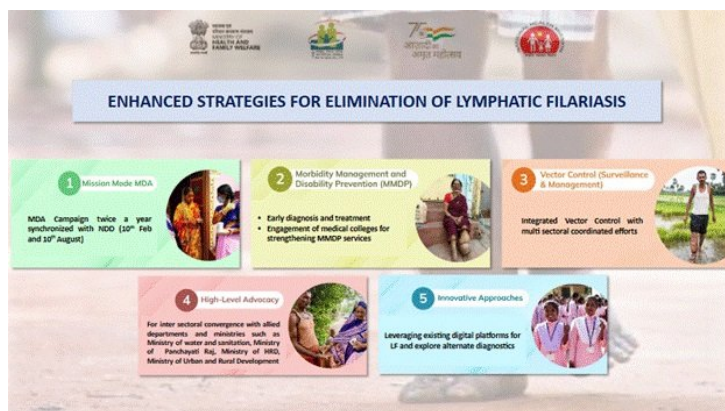 HEALTH AND
FAMILY WELFARE
आज़ादी का
अमृत महोत्सव
ENHANCED STRATEGIES FOR ELIMINATION OF LYMPHATIC FILARIASIS
1 Mission Mode MDA
MDA Campaign twice a
year synchronized with
NDD (10th Feb
and 10th August)
2 Morbidity Management and
Disability Prevention (MMDP)
• Early diagnosis and treatment
• Engagement of medical colleges for
strengthening MMDP services
3 Vector Control (Surveillance
& Management)
Integrated Vector Control with
multi sectoral coordinated efforts
4 High-Level Advocacy
For inter sectoral convergence with allied
departments and ministries such as
Ministry of water and sanitation, Ministry
of Panchayati Raj, Ministry of HRD,
Ministry of Urban and Rural Development
5 Innovative Approaches
Leveraging existing digital platforms for
LF and explore alternate diagnostics